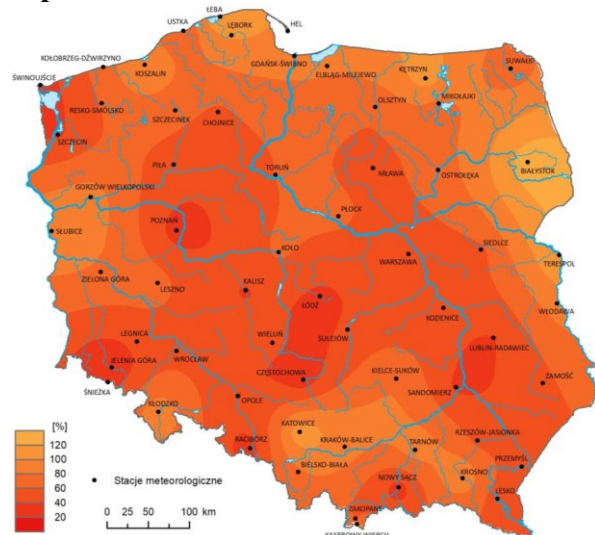 ŁEBA
USTKA
LĘBORK
HEL
KOŁOBRZEG-DŹWIRZYNO
KOSZALIN
GDAŃSK-ŚWIBNO
ELBLĄG-MILEJEWO
KĘTRZYN
SUWAŁKI
ŚWINOUJŚCIE
RESKO-SMÓLSKO
SZCZECINEK
CHOJNICE
OLSZTYN
MIKOŁAJKI
SZCZECIN
PIŁA
TORUŃ
MŁAWA
OSTROŁĘKA
BIAŁYSTOK
GORZÓW WIELKOPOLSKI
PŁOCK
SŁUBICE
POZNAŃ
KOŁO
WARSZAWA
SIEDLCE
TERESPOL
ZIELONA GÓRA
LESZNO
KALISZ
ŁÓDŹ
KOZIENICE
WŁODAWA
LEGNICA
WIELUŃ
SULEJÓW
LUBLIN-RADAWIEC
JELENIA GÓRA
WROCŁAW
CZĘSTOCHOWA
KIELCE-SUKÓW
ZAMOŚĆ
ŚNIEŻKA
OPOLE
SANDOMIERZ
KŁODZKO
KATOWICE
RACIBÓRZ
KRAKÓW-BALICE
TARNÓW
RZESZÓW-JASIONKA
PRZEMYŚL
BIELSKO-BIAŁA
NOWY SĄCZ
KROSNO
LESKO
ZAKOPANE
[%]
120
100
80
60
40
20
Stacje meteorologiczne
0 50 100 km